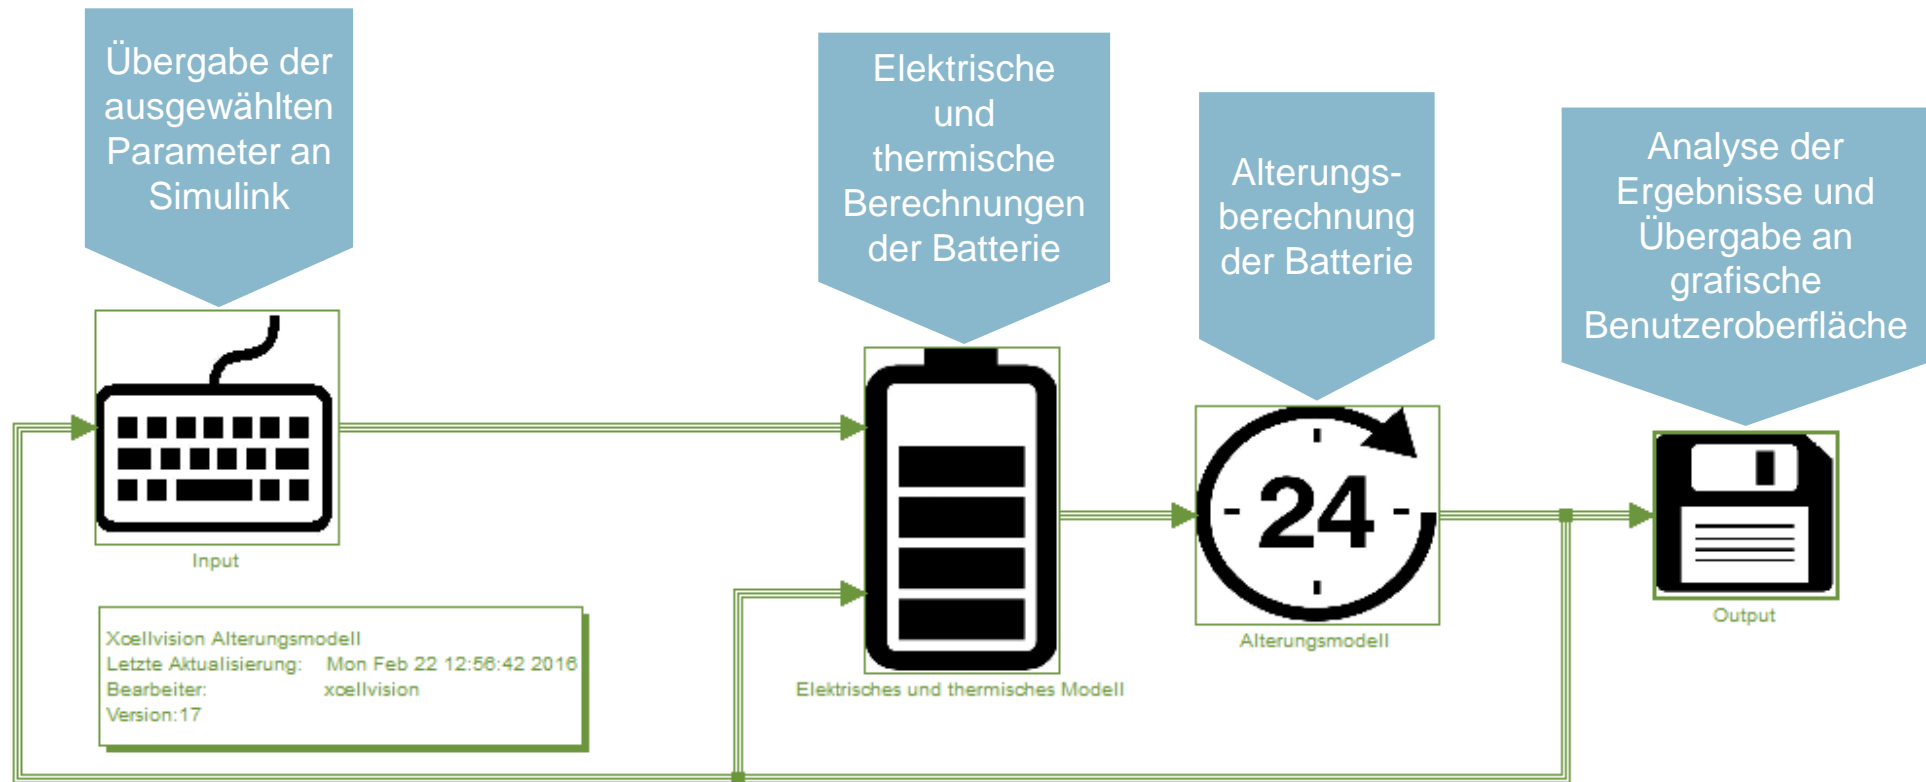 Übergabe der
ausgewählten
Parameter an
Simulink
Elektrische
und
thermische
Berechnungen
der Batterie
Alterungs-
berechnung
der Batterie
Analyse der
Ergebnisse und
Übergabe an
grafische
Benutzeroberfläche
24
Input
Elektrisches und thermisches Modell
Alterungsmodell
Output
Xcellvision Alterungsmodell
Letzte Aktualisierung: Mon Feb 22 12:56:42 2016
Bearbeiter: xcellvision
Version:17